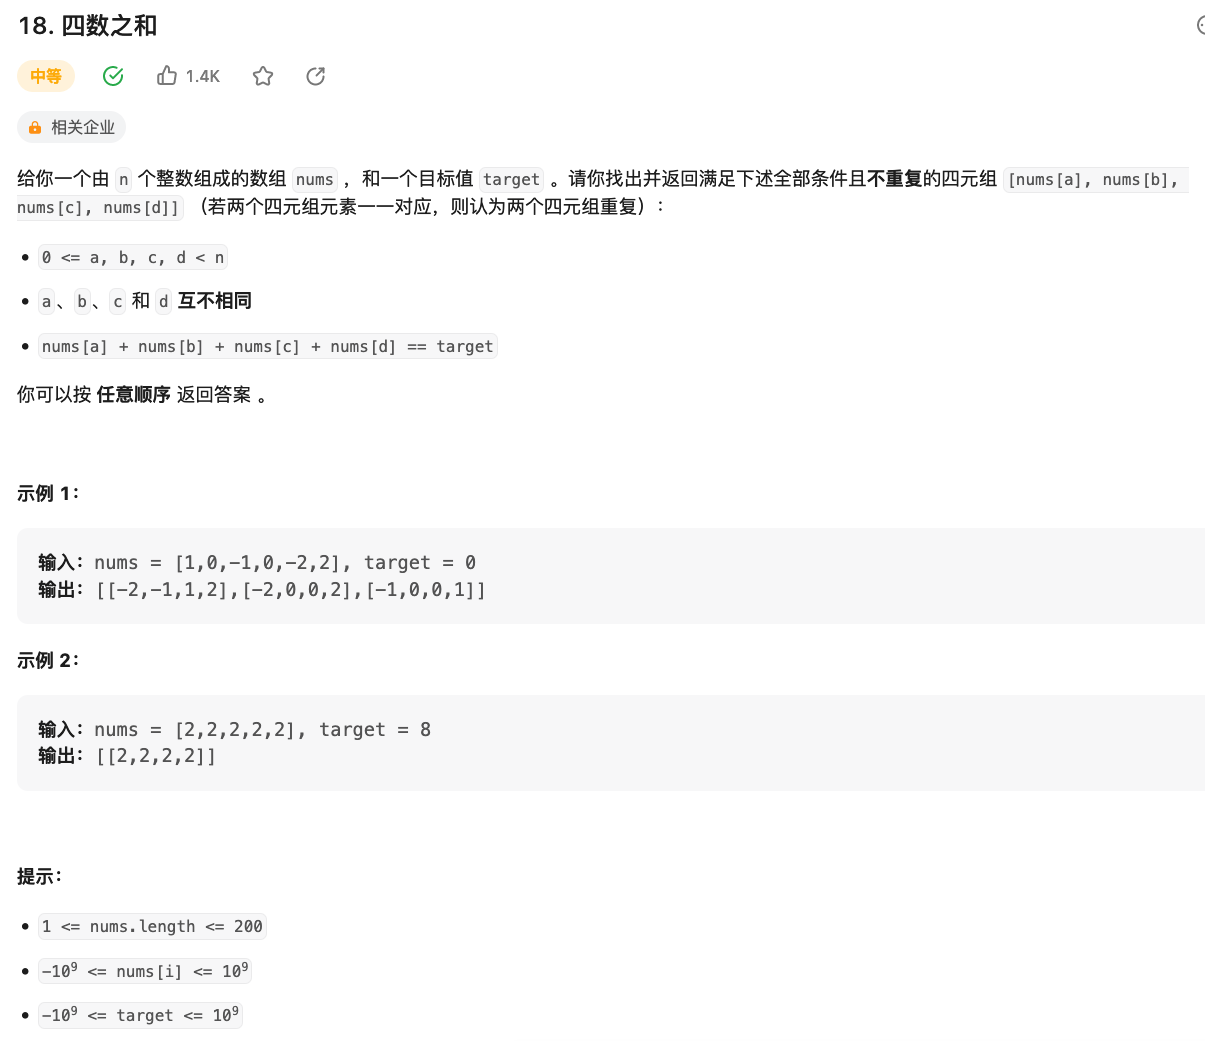 18. 四数之和
中等 1.4K
相关企业
给你一个由 n 个整数组成的数组 nums ，和一个目标值 target 。请你找出并返回满足下述全部条件且不重复的四元组 [nums[a], nums[b],
nums[c], nums[d]] （若两个四元组元素一一对应，则认为两个四元组重复）：
• 0 <= a, b, c, d < n
• a、b、c 和 d 互不相同
• nums[a] + nums[b] + nums[c] + nums[d] == target
你可以按 任意顺序 返回答案 。
示例 1：
输入：nums = [1,0,-1,0,-2,2], target = 0
输出：[[-2,-1,1,2],[-2,0,0,2],[-1,0,0,1]]
示例 2：
输入：nums = [2,2,2,2,2], target = 8
输出：[[2,2,2,2]]
提示：
• 1 <= nums.length <= 200
• -10⁹ <= nums[i] <= 10⁹
• -10⁹ <= target <= 10⁹